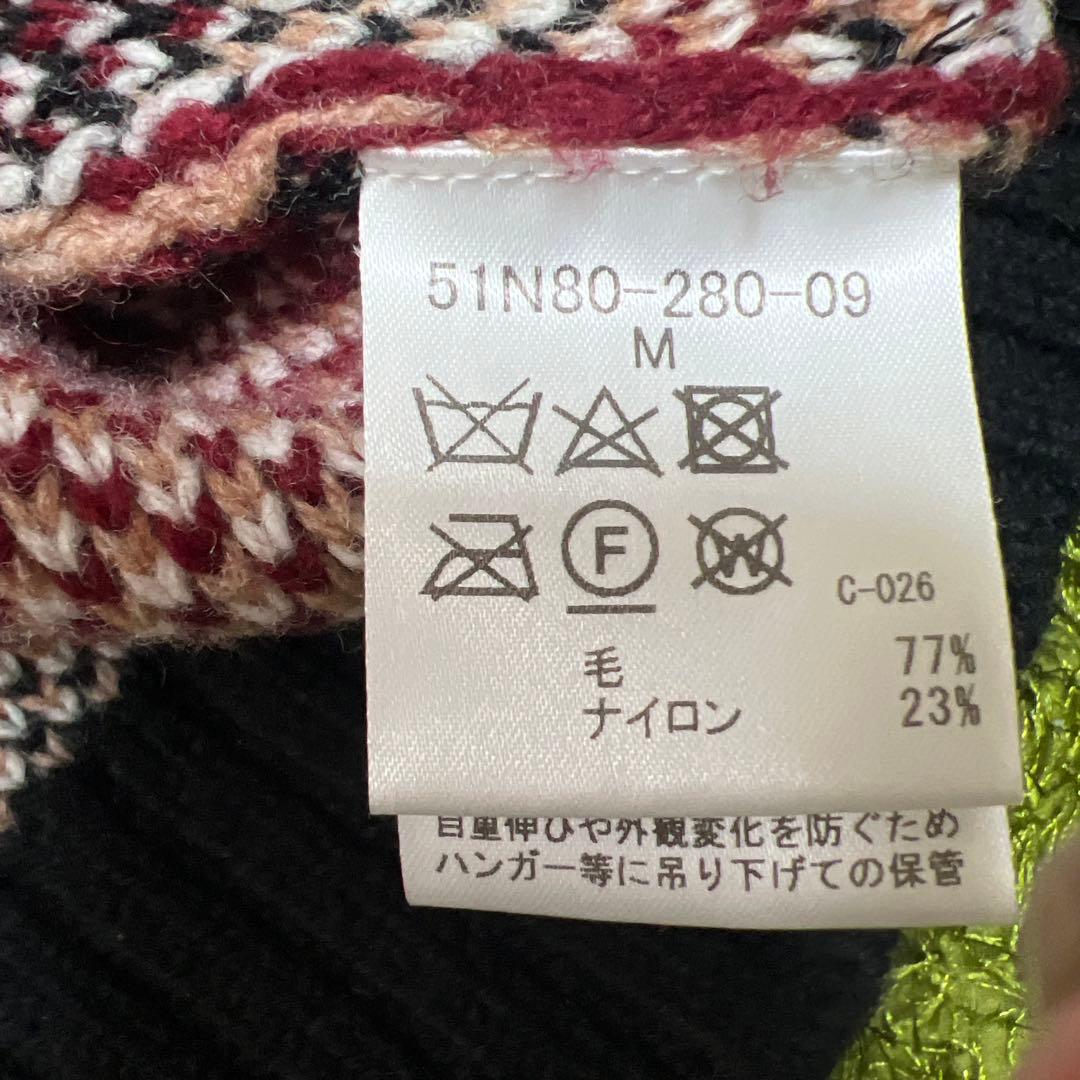 51N80-280-09
M
F
W
C-026
毛 77%
ナイロン 23%
自重伸びや外観変化を防ぐため
ハンガー等に吊り下げての保管